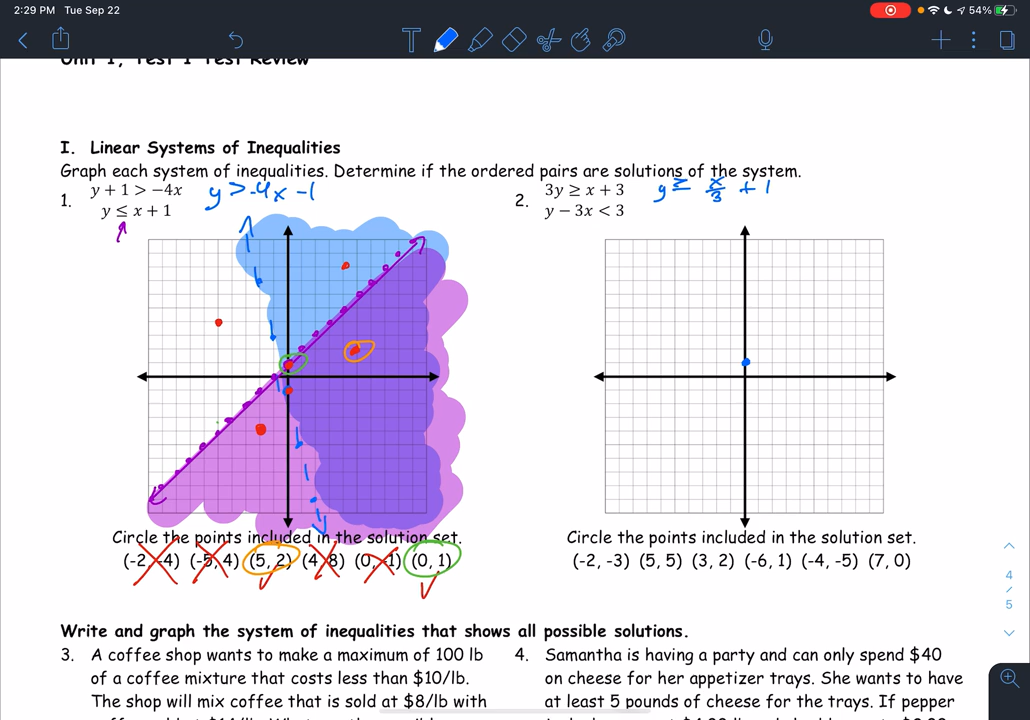 2:29 PM Tue Sep 22
54%
T
Unit 1, Test 1 Test Review
I. Linear Systems of Inequalities
Graph each system of inequalities. Determine if the ordered pairs are solutions of the system.
1. y + 1 > −4x
y ≤ x + 1
y > -4x -1
2. 3y ≥ x + 3
y − 3x < 3
y ≥ x/3 + 1
Circle the points included in the solution set.
(-2, -4) (-5, 4) (5, 2) (4, 8) (0, -1) (0, 1)
Circle the points included in the solution set.
(-2, -3) (5, 5) (3, 2) (-6, 1) (-4, -5) (7, 0)
4
/
5
Write and graph the system of inequalities that shows all possible solutions.
3. A coffee shop wants to make a maximum of 100 lb
of a coffee mixture that costs less than $10/lb.
The shop will mix coffee that is sold at $8/lb with
4. Samantha is having a party and can only spend $40
on cheese for her appetizer trays. She wants to have
at least 5 pounds of cheese for the trays. If pepper